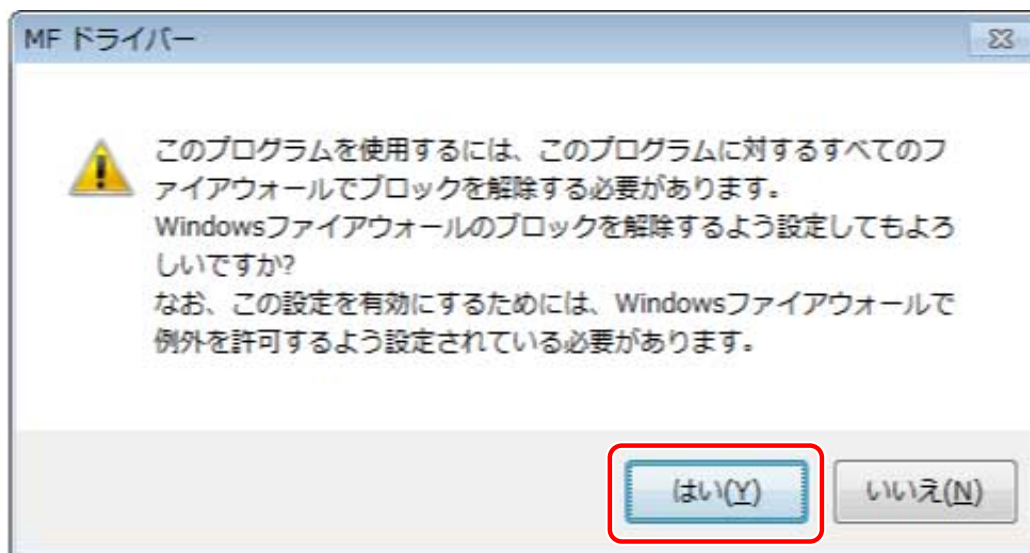 MF ドライバー
このプログラムを使用するには、このプログラムに対するすべてのフ
ァイアウォールでブロックを解除する必要があります。
Windowsファイアウォールのブロックを解除するよう設定してもよろ
しいですか?
なお、この設定を有効にするためには、Windowsファイアウォールで
例外を許可するよう設定されている必要があります。
はい(Y) いいえ(N)